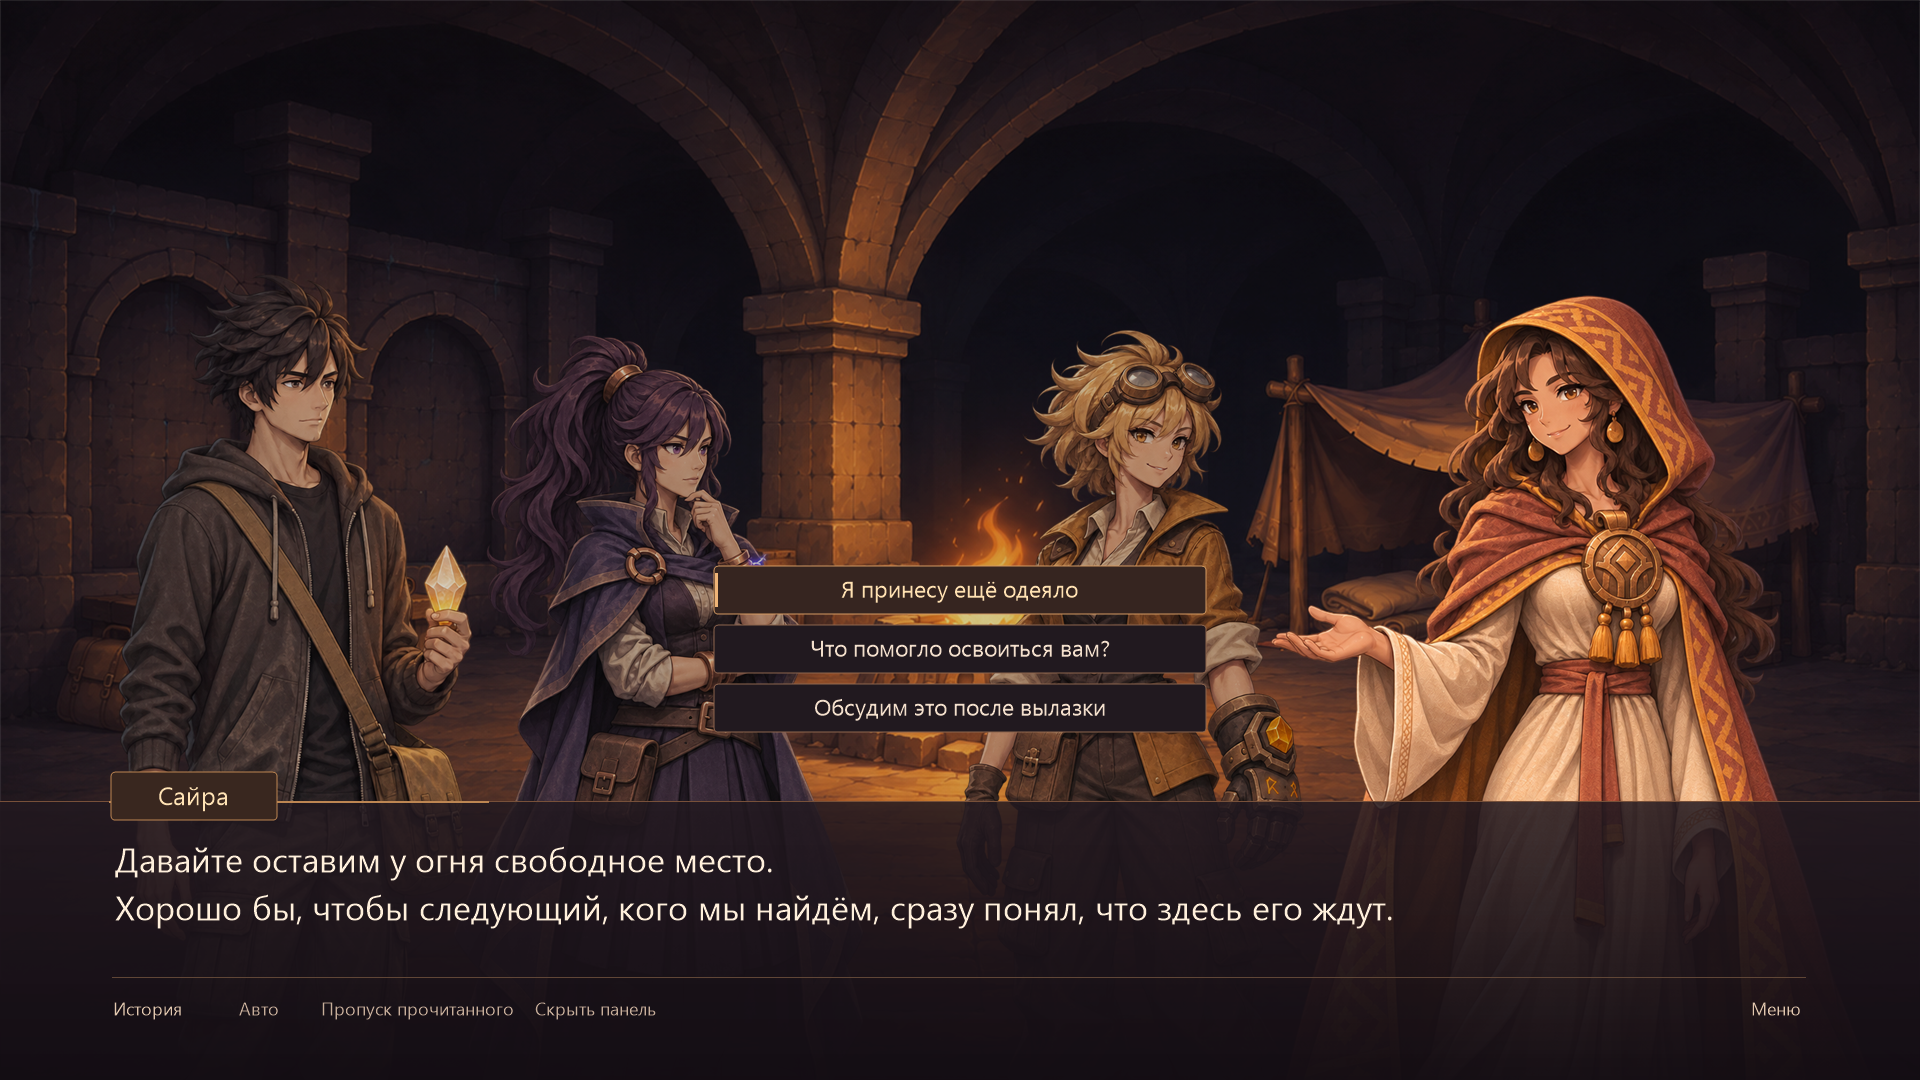 Я принесу ещё одеяло
Что помогло освоиться вам?
Обсудим это после вылазки
Сайра
Давайте оставим у огня свободное место.
Хорошо бы, чтобы следующий, кого мы найдём, сразу понял, что здесь его ждут.
История Авто Пропуск прочитанного Скрыть панель Меню